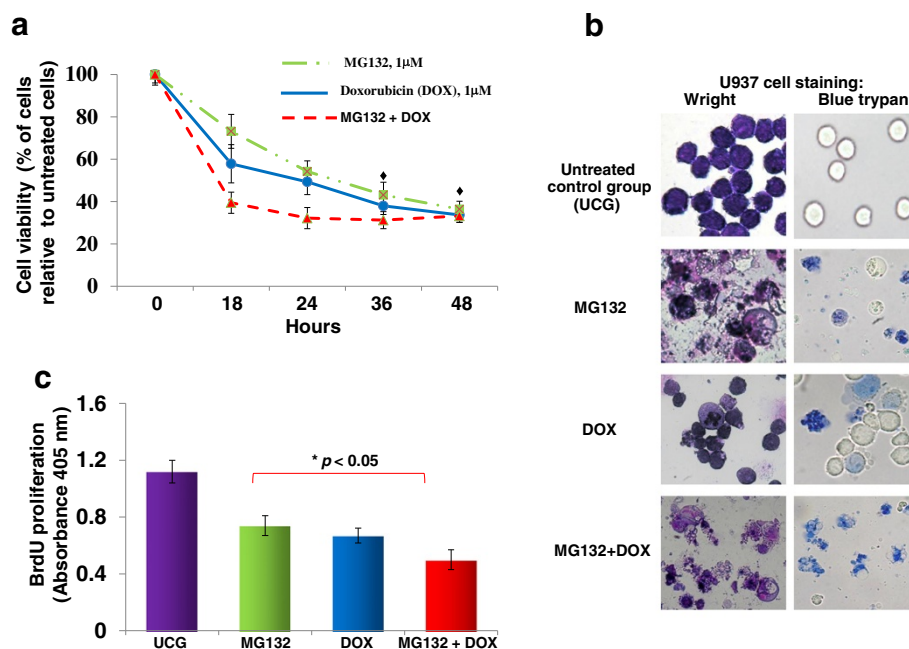 a
Cell viability (% of cells
relative to untreated cells)
100
80
60
40
20
0
0 18 24 36 48
Hours
MG132, 1µM
Doxorubicin (DOX), 1µM
MG132 + DOX
♦ ♦
b
U937 cell staining:
Wright Blue trypan
Untreated
control group
(UCG)
MG132
DOX
MG132+DOX
c
BrdU proliferation
(Absorbance 405 nm)
1.6
1.2
0.8
0.4
0
* p < 0.05
UCG MG132 DOX MG132 + DOX